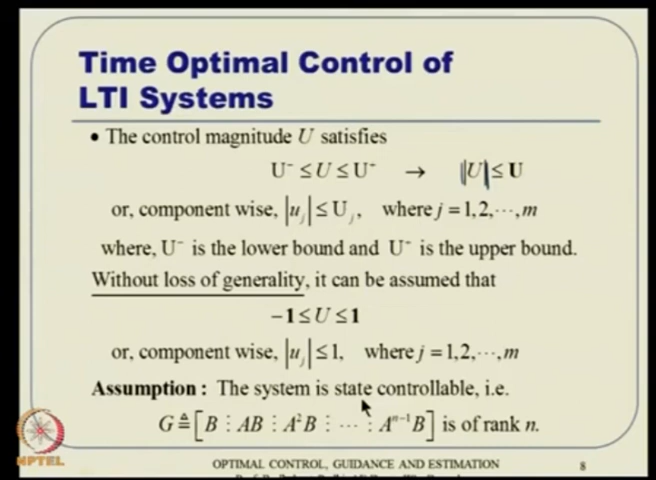 Time Optimal Control of
LTI Systems
• The control magnitude U satisfies
U⁻ ≤ U ≤ U⁺ → |U| ≤ U
or, component wise, |uⱼ| ≤ Uⱼ, where j = 1,2,⋯,m
where, U⁻ is the lower bound and U⁺ is the upper bound.
Without loss of generality, it can be assumed that
-1 ≤ U ≤ 1
or, component wise, |uⱼ| ≤ 1, where j = 1,2,⋯,m
Assumption : The system is state controllable, i.e.
G ≜ [B ⋮ AB ⋮ A²B ⋮ ⋯ ⋮ Aⁿ⁻¹B] is of rank n.
NPTEL
OPTIMAL CONTROL, GUIDANCE AND ESTIMATION
8